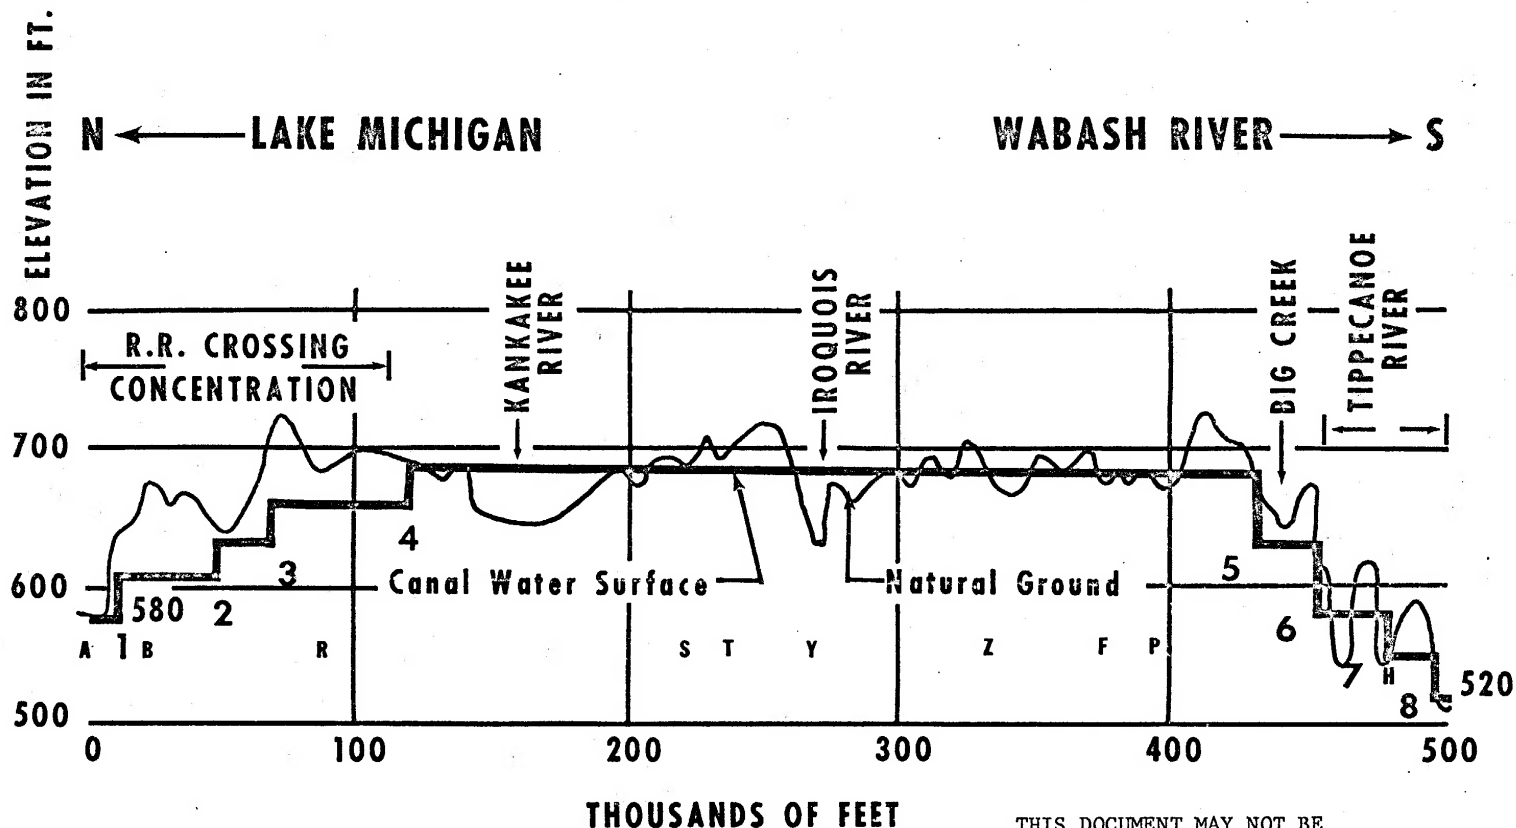 ELEVATION IN FT.
N LAKE MICHIGAN
WABASH RIVER S
800
R.R. CROSSING
CONCENTRATION
KANKAKEE
RIVER
IROQUOIS
RIVER
BIG CREEK
TIPPECANOE
RIVER
700
4
600
3
Canal Water Surface
Natural Ground
5
580
2
6
A 1 B
R
S T Y
Z F P
7
H
8
520
500
0 100 200 300 400 500
THOUSANDS OF FEET
THIS DOCUMENT MAY NOT BE